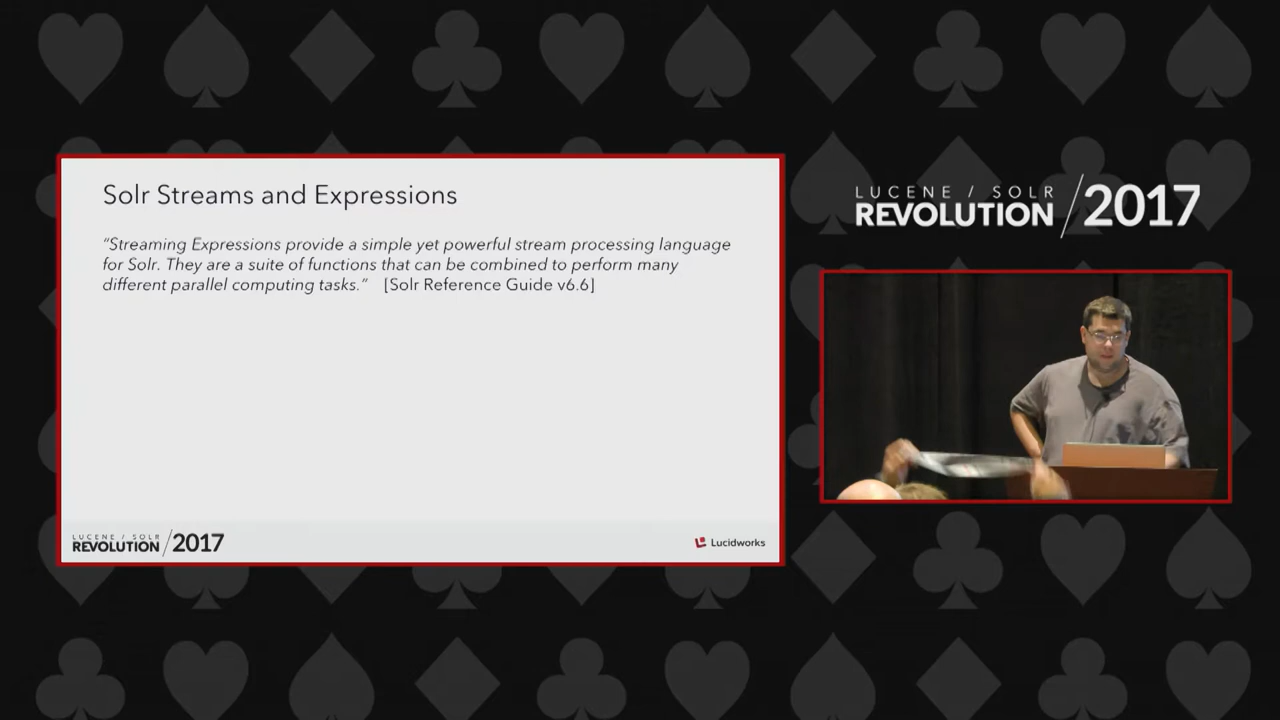 Solr Streams and Expressions
“Streaming Expressions provide a simple yet powerful stream processing language
for Solr. They are a suite of functions that can be combined to perform many
different parallel computing tasks.” [Solr Reference Guide v6.6]
LUCENE / SOLR
REVOLUTION /2017
Lucidworks
LUCENE / SOLR
REVOLUTION /2017